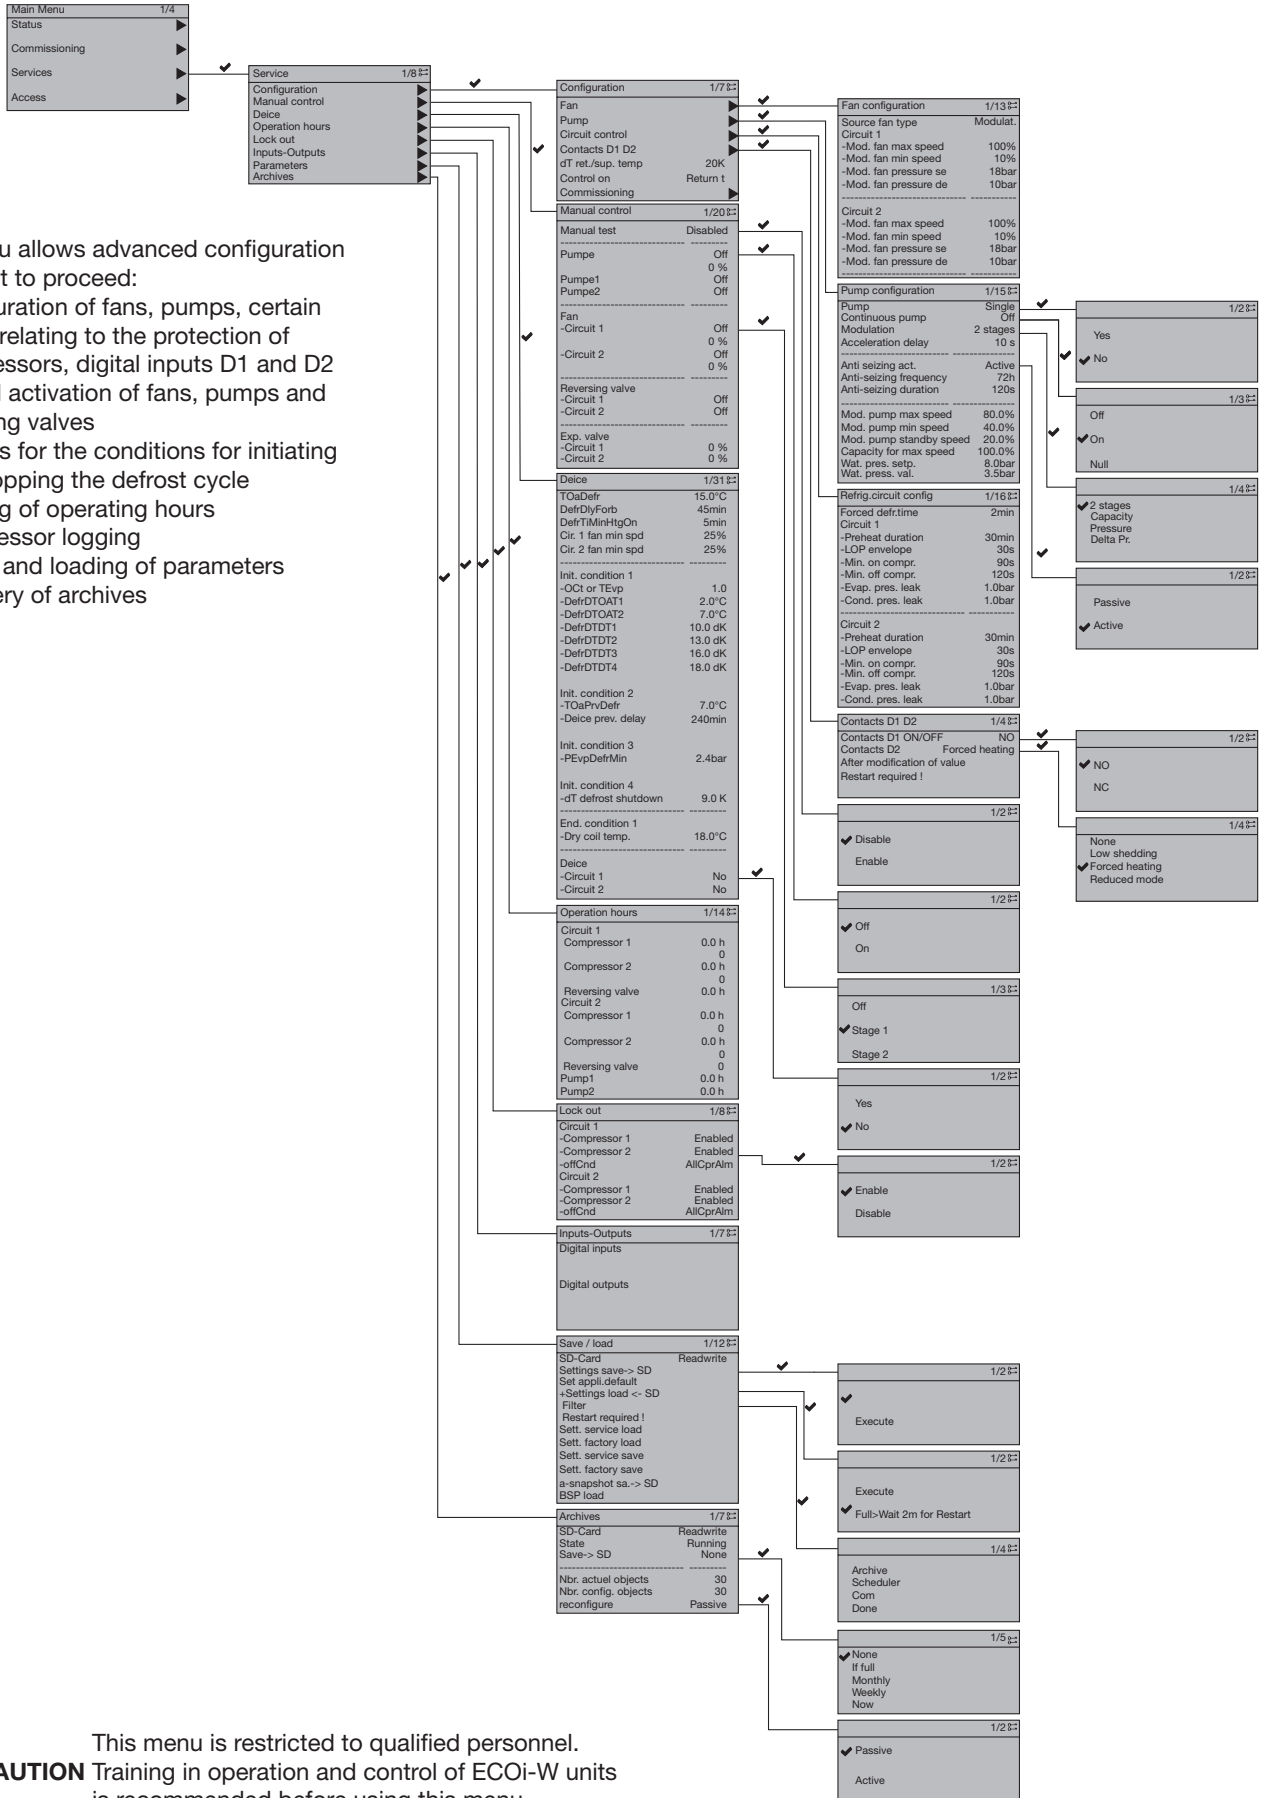 Main Menu 1/4
Status
Commissioning
Services
Access
Service 1/8
Configuration
Manual control
Deice
Operation hours
Lock out
Inputs-Outputs
Parameters
Archives
u allows advanced configuration
t to proceed:
uration of fans, pumps, certain
relating to the protection of
essors, digital inputs D1 and D2
l activation of fans, pumps and
ng valves
s for the conditions for initiating
opping the defrost cycle
g of operating hours
essor logging
and loading of parameters
ery of archives
Configuration 1/7
Fan
Pump
Circuit control
Contacts D1 D2
dT ret./sup. temp 20K
Control on Return t
Commissioning
Manual control 1/20
Manual test Disabled
Pumpe Off
0 %
Pumpe1 Off
Pumpe2 Off
Fan
-Circuit 1 Off
0 %
-Circuit 2 Off
0 %
Reversing valve
-Circuit 1 Off
-Circuit 2 Off
Exp. valve
-Circuit 1 0 %
-Circuit 2 0 %
Deice 1/31
TOaDefr 15.0°C
DefrDlyForb 45min
DefrTiMinHtgOn 5min
Cir. 1 fan min spd 25%
Cir. 2 fan min spd 25%
Init. condition 1
-OCt or TEvp 1.0
-DefrDTOAT1 2.0°C
-DefrDTOAT2 7.0°C
-DefrDTDT1 10.0 dK
-DefrDTDT2 13.0 dK
-DefrDTDT3 16.0 dK
-DefrDTDT4 18.0 dK
Init. condition 2
-TOaPrvDefr 7.0°C
-Deice prev. delay 240min
Init. condition 3
-PEvpDefrMin 2.4bar
Init. condition 4
-dT defrost shutdown 9.0 K
End. condition 1
-Dry coil temp. 18.0°C
Deice
-Circuit 1 No
-Circuit 2 No
Operation hours 1/14
Circuit 1
Compressor 1 0.0 h
0
Compressor 2 0.0 h
0
Reversing valve 0.0 h
Circuit 2
Compressor 1 0.0 h
0
Compressor 2 0.0 h
0
Reversing valve 0
Pump1 0.0 h
Pump2 0.0 h
Lock out 1/8
Circuit 1
-Compressor 1 Enabled
-Compressor 2 Enabled
-offCnd AllCprAlm
Circuit 2
-Compressor 1 Enabled
-Compressor 2 Enabled
-offCnd AllCprAlm
Inputs-Outputs 1/7
Digital inputs
Digital outputs
Save / load 1/12
SD-Card Readwrite
Settings save-> SD
Set appli.default
+Settings load <- SD
Filter
Restart required !
Sett. service load
Sett. factory load
Sett. service save
Sett. factory save
a-snapshot sa.-> SD
BSP load
Archives 1/7
SD-Card Readwrite
State Running
Save-> SD None
Nbr. actuel objects 30
Nbr. config. objects 30
reconfigure Passive
Fan configuration 1/13
Source fan type Modulat.
Circuit 1
-Mod. fan max speed 100%
-Mod. fan min speed 10%
-Mod. fan pressure se 18bar
-Mod. fan pressure de 10bar
Circuit 2
-Mod. fan max speed 100%
-Mod. fan min speed 10%
-Mod. fan pressure se 18bar
-Mod. fan pressure de 10bar
Pump configuration 1/15
Pump Single
Continuous pump Off
Modulation 2 stages
Acceleration delay 10 s
Anti seizing act. Active
Anti-seizing frequency 72h
Anti-seizing duration 120s
Mod. pump max speed 80.0%
Mod. pump min speed 40.0%
Mod. pump standby speed 20.0%
Capacity for max speed 100.0%
Wat. pres. setp. 8.0bar
Wat. press. val. 3.5bar
Refrig.circuit config 1/16
Forced defr.time 2min
Circuit 1
-Preheat duration 30min
-LOP envelope 30s
-Min. on compr. 90s
-Min. off compr. 120s
-Evap. pres. leak 1.0bar
-Cond. pres. leak 1.0bar
Circuit 2
-Preheat duration 30min
-LOP envelope 30s
-Min. on compr. 90s
-Min. off compr. 120s
-Evap. pres. leak 1.0bar
-Cond. pres. leak 1.0bar
Contacts D1 D2 1/4
Contacts D1 ON/OFF NO
Contacts D2 Forced heating
After modification of value
Restart required !
1/2
Disable
Enable
1/2
Off
On
1/3
Off
Stage 1
Stage 2
1/2
Yes
No
1/2
Enable
Disable
1/2
Execute
1/2
Execute
Full>Wait 2m for Restart
1/4
Archive
Scheduler
Com
Done
1/5
None
If full
Monthly
Weekly
Now
1/2
Passive
Active
1/2
Yes
No
1/3
Off
On
Null
1/4
2 stages
Capacity
Pressure
Delta Pr.
1/2
Passive
Active
1/2
NO
NC
1/4
None
Low shedding
Forced heating
Reduced mode
This menu is restricted to qualified personnel.
AUTION Training in operation and control of ECOi-W units
is recommended before using this menu